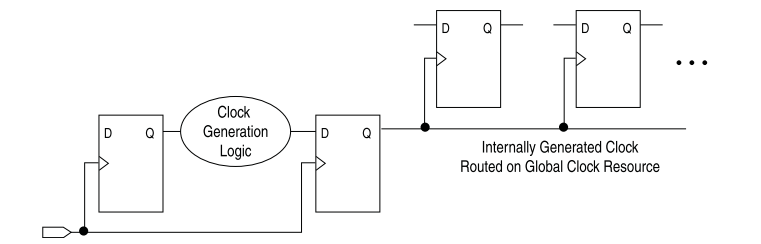 D Q
D Q
Clock
Generation
Logic
D Q
D Q
Internally Generated Clock
Routed on Global Clock Resource